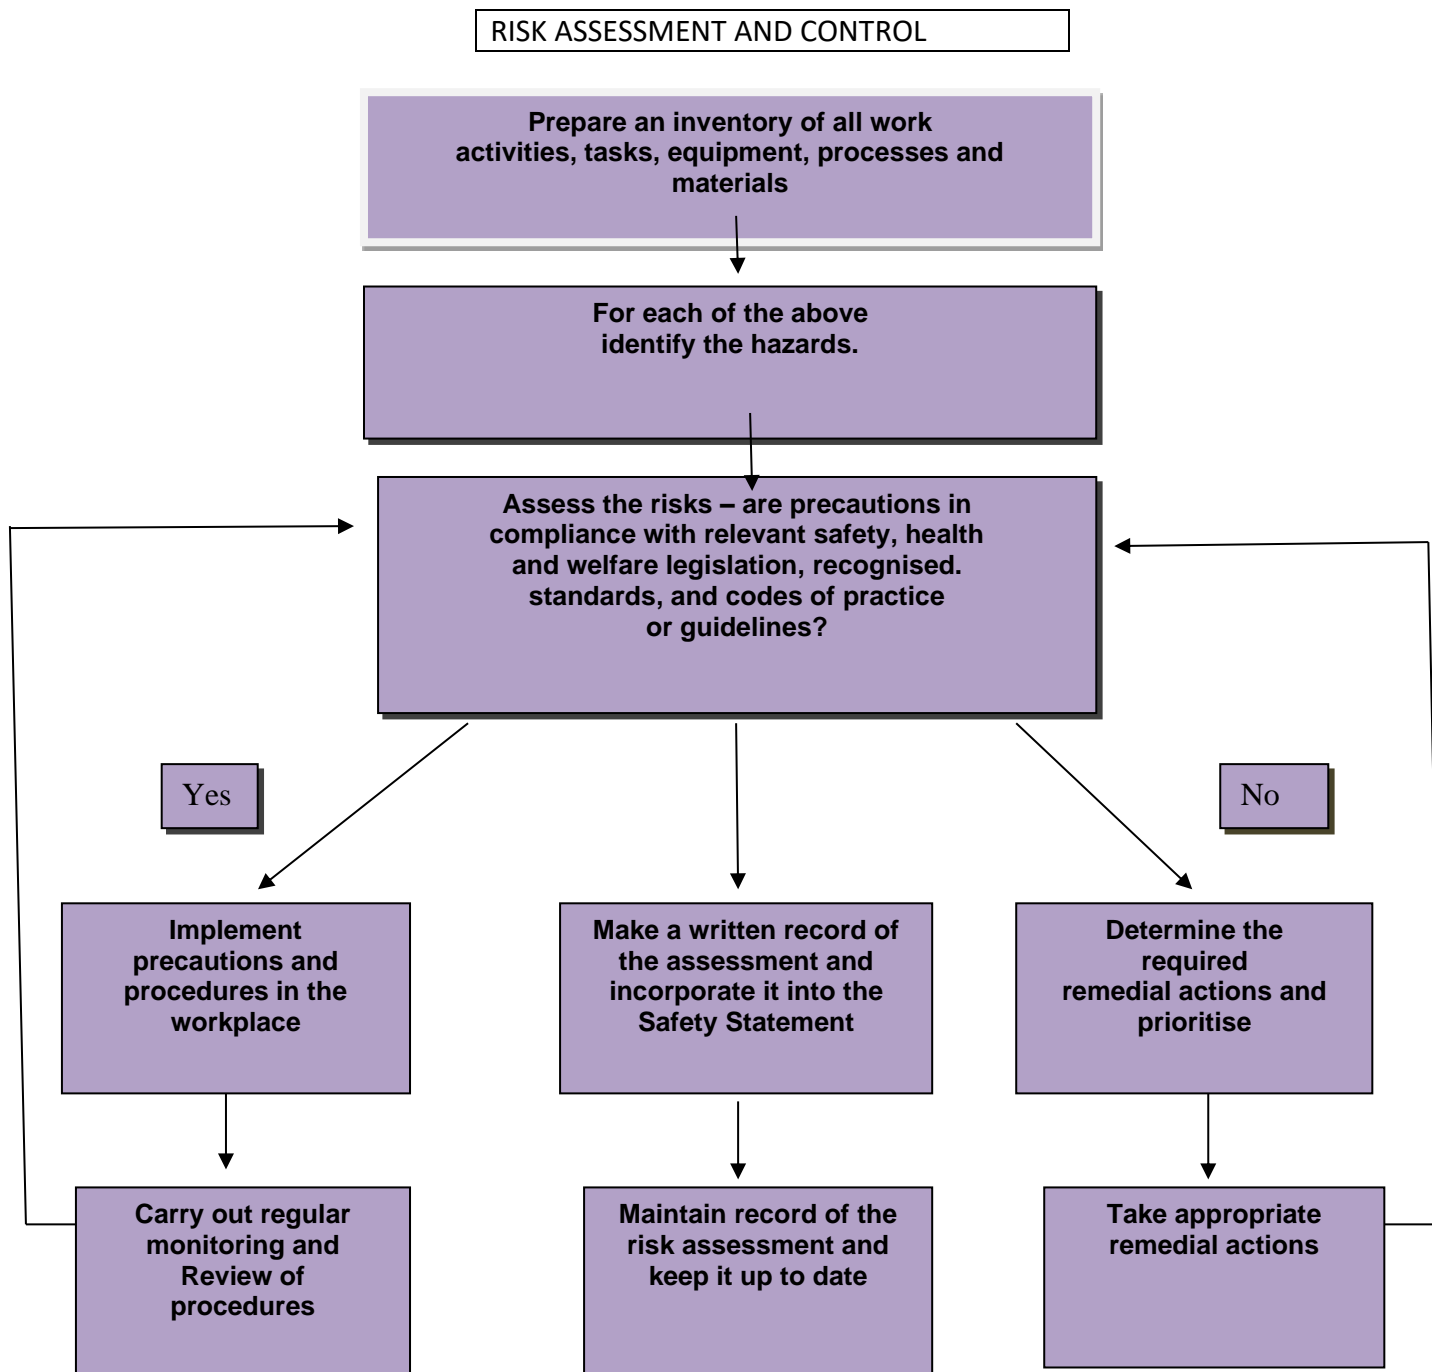 RISK ASSESSMENT AND CONTROL
Prepare an inventory of all work
activities, tasks, equipment, processes and
materials
For each of the above
identify the hazards.
Assess the risks – are precautions in
compliance with relevant safety, health
and welfare legislation, recognised.
standards, and codes of practice
or guidelines?
Yes
No
Implement
precautions and
procedures in the
workplace
Make a written record of
the assessment and
incorporate it into the
Safety Statement
Determine the
required
remedial actions and
prioritise
Carry out regular
monitoring and
Review of
procedures
Maintain record of the
risk assessment and
keep it up to date
Take appropriate
remedial actions